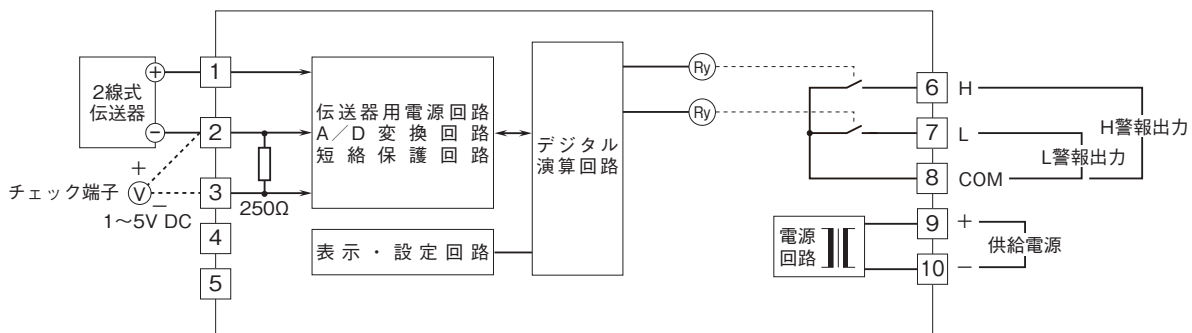 2線式
伝送器
+
−
1
2
3
4
5
+
−
V
チェック端子
1～5V DC
250Ω
伝送器用電源回路
A／D変換回路
短絡保護回路
表示・設定回路
デジタル
演算回路
Ry
Ry
6
H
7
L
8
COM
H警報出力
L警報出力
電源
回路
9
+
10
−
供給電源